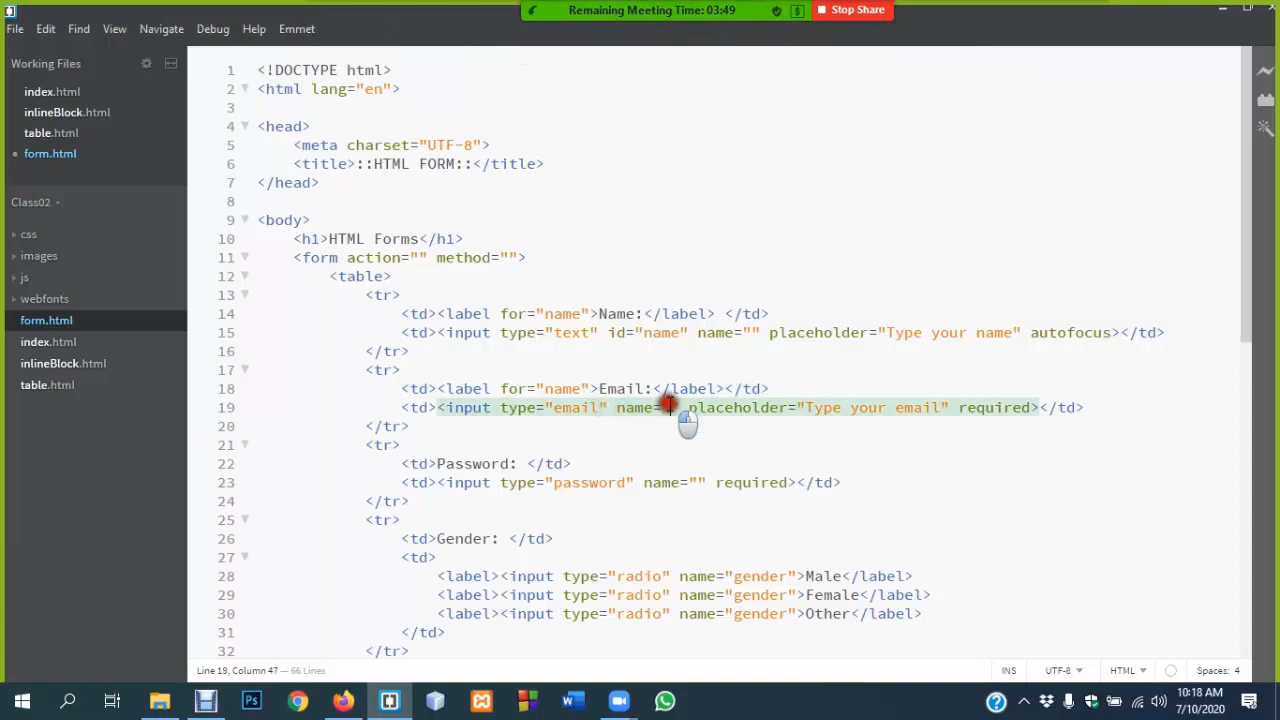 Remaining Meeting Time: 03:49 $ Stop Share
File Edit Find View Navigate Debug Help Emmet
Working Files
index.html
inlineBlock.html
table.html
form.html
Class02
css
images
js
webfonts
form.html
index.html
inlineBlock.html
table.html
1 <!DOCTYPE html>
2 <html lang="en">
3
4 <head>
5 <meta charset="UTF-8">
6 <title>::HTML FORM::</title>
7 </head>
8
9 <body>
10 <h1>HTML Forms</h1>
11 <form action="" method="">
12 <table>
13 <tr>
14 <td><label for="name">Name:</label> </td>
15 <td><input type="text" id="name" name="" placeholder="Type your name" autofocus></td>
16 </tr>
17 <tr>
18 <td><label for="name">Email:</label></td>
19 <td><input type="email" name= placeholder="Type your email" required></td>
20 </tr>
21 <tr>
22 <td>Password: </td>
23 <td><input type="password" name="" required></td>
24 </tr>
25 <tr>
26 <td>Gender: </td>
27 <td>
28 <label><input type="radio" name="gender">Male</label>
29 <label><input type="radio" name="gender">Female</label>
30 <label><input type="radio" name="gender">Other</label>
31 </td>
32 </tr>
Line 19, Column 47 — 66 Lines INS UTF-8 HTML Spaces: 4
10:18 AM
7/10/2020